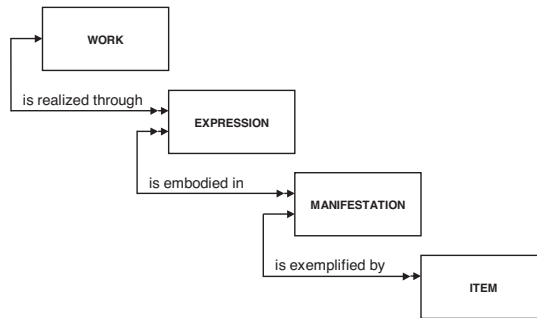 WORK
is realized through
EXPRESSION
is embodied in
MANIFESTATION
is exemplified by
ITEM